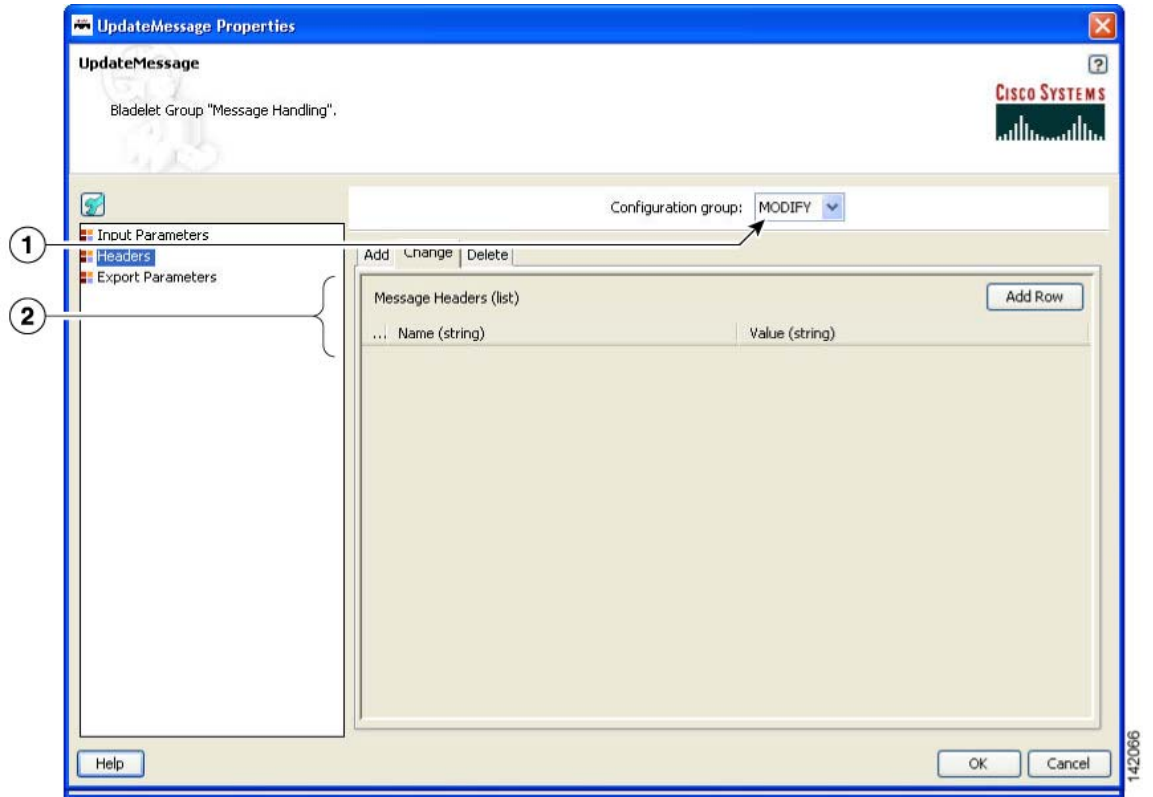 UpdateMessage Properties
UpdateMessage
?
Bladelet Group "Message Handling".
CISCO SYSTEMS
Configuration group: MODIFY
1
Input Parameters
Headers
Export Parameters
2
Add Change Delete
Message Headers (list) Add Row
... Name (string) Value (string)
Help OK Cancel
142066